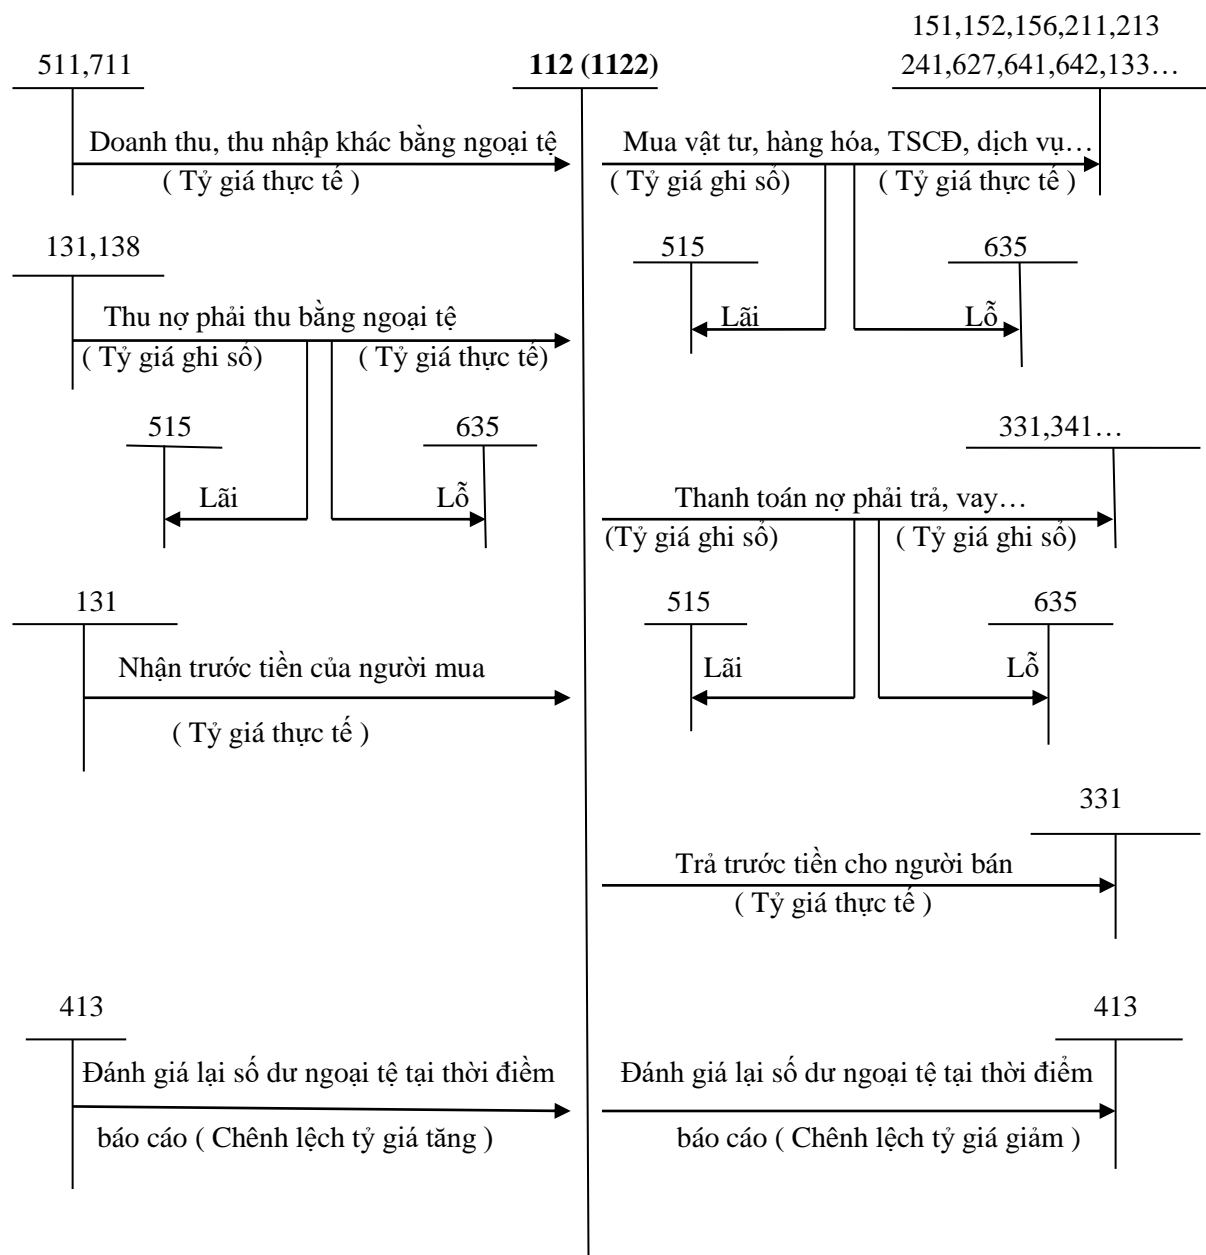 151,152,156,211,213
511,711
112 (1122)
241,627,641,642,133…
Doanh thu, thu nhập khác bằng ngoại tệ
Mua vật tư, hàng hóa, TSCĐ, dịch vụ…
( Tỷ giá thực tế )
( Tỷ giá ghi sổ)
( Tỷ giá thực tế )
131,138
515
635
Thu nợ phải thu bằng ngoại tệ
Lãi
Lỗ
( Tỷ giá ghi sổ)
( Tỷ giá thực tế)
515
635
331,341…
Lãi
Lỗ
Thanh toán nợ phải trả, vay…
(Tỷ giá ghi sổ)
( Tỷ giá ghi sổ)
131
515
635
Nhận trước tiền của người mua
Lãi
Lỗ
( Tỷ giá thực tế )
331
Trả trước tiền cho người bán
( Tỷ giá thực tế )
413
413
Đánh giá lại số dư ngoại tệ tại thời điểm
Đánh giá lại số dư ngoại tệ tại thời điểm
báo cáo ( Chênh lệch tỷ giá tăng )
báo cáo ( Chênh lệch tỷ giá giảm )